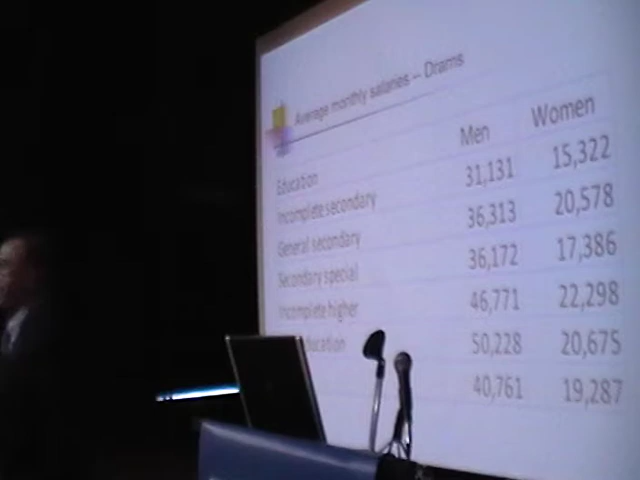 Average monthly salaries – Drams
Education Men Women
Incomplete secondary 31,131 15,322
General secondary 36,313 20,578
Secondary special 36,172 17,386
Incomplete higher 46,771 22,298
ducation 50,228 20,675
40,761 19,287